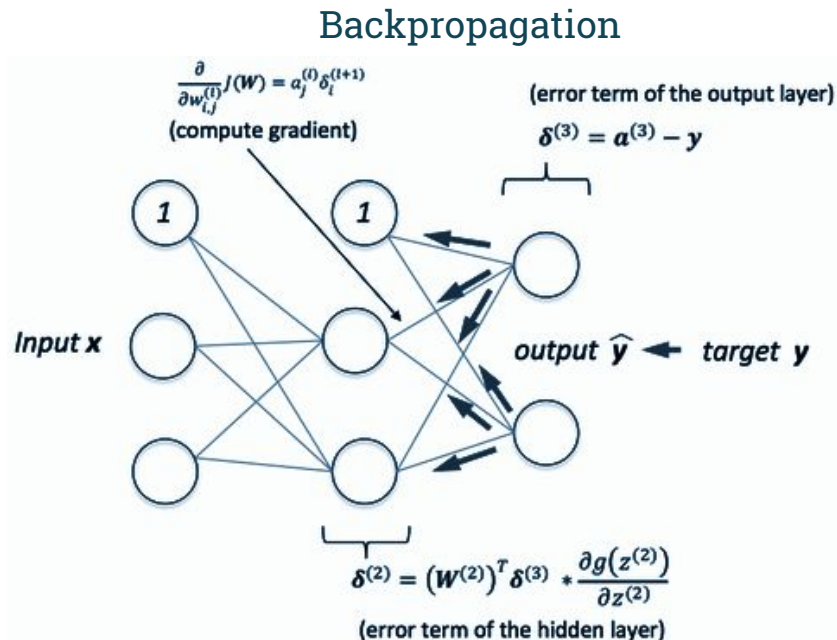 Backpropagation
∂/∂w_{i,j}^{(l)} J(W) = a_j^{(l)} δ_i^{(l+1)}
(compute gradient)
(error term of the output layer)
δ^{(3)} = a^{(3)} − y
1
1
Input x
output ŷ
target y
δ^{(2)} = (W^{(2)})^T δ^{(3)} * ∂g(z^{(2)})/∂z^{(2)}
(error term of the hidden layer)